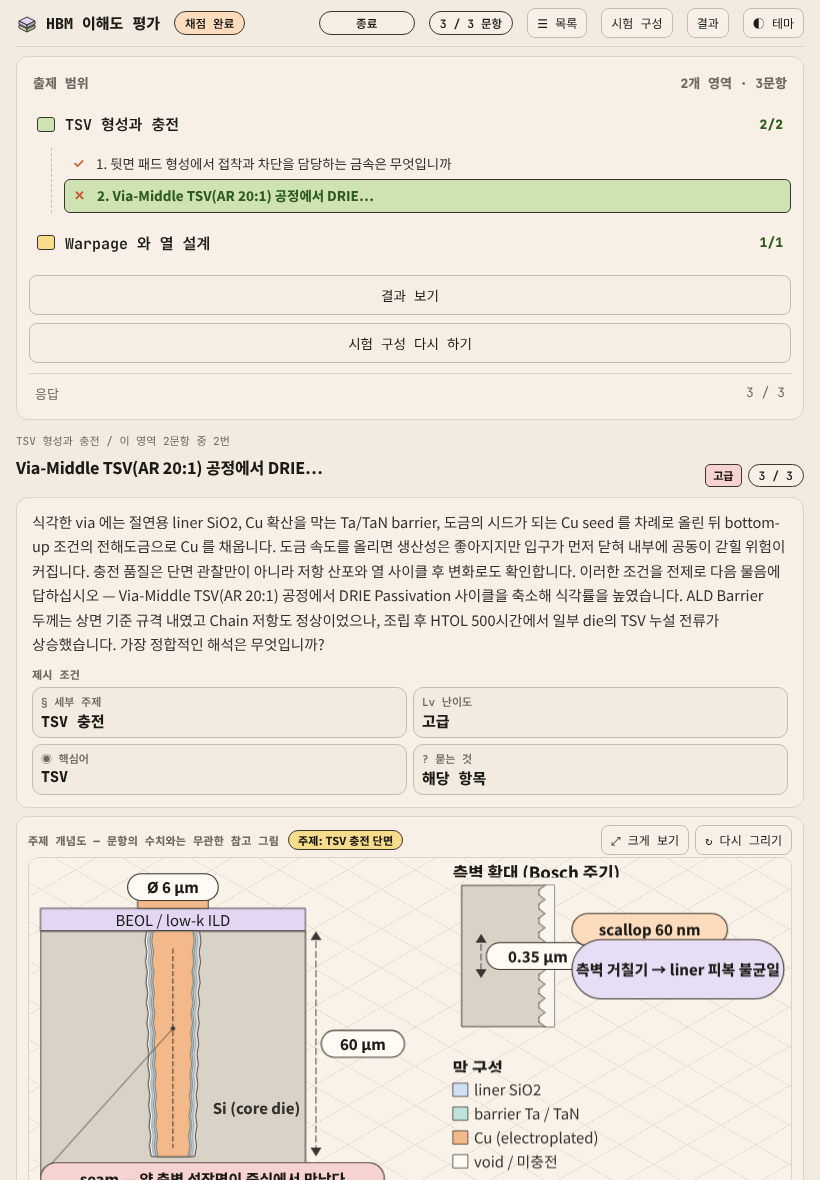 HBM 이해도 평가
채점 완료
종료
3 / 3 문항
☰ 목록
시험 구성
결과
◐ 테마
출제 범위
2개 영역 · 3문항
TSV 형성과 충전
2/2
✓ 1. 뒷면 패드 형성에서 접착과 차단을 담당하는 금속은 무엇입니까
✕ 2. Via-Middle TSV(AR 20:1) 공정에서 DRIE…
Warpage 와 열 설계
1/1
결과 보기
시험 구성 다시 하기
응답
3 / 3
TSV 형성과 충전 / 이 영역 2문항 중 2번
Via-Middle TSV(AR 20:1) 공정에서 DRIE…
고급
3 / 3
식각한 via 에는 절연용 liner SiO2, Cu 확산을 막는 Ta/TaN barrier, 도금의 시드가 되는 Cu seed 를 차례로 올린 뒤 bottom-
up 조건의 전해도금으로 Cu 를 채웁니다. 도금 속도를 올리면 생산성은 좋아지지만 입구가 먼저 닫혀 내부에 공동이 갇힐 위험이
커집니다. 충전 품질은 단면 관찰만이 아니라 저항 산포와 열 사이클 후 변화로도 확인합니다. 이러한 조건을 전제로 다음 물음에
답하십시오 — Via-Middle TSV(AR 20:1) 공정에서 DRIE Passivation 사이클을 축소해 식각률을 높였습니다. ALD Barrier
두께는 상면 기준 규격 내였고 Chain 저항도 정상이었으나, 조립 후 HTOL 500시간에서 일부 die의 TSV 누설 전류가
상승했습니다. 가장 정합적인 해석은 무엇입니까?
제시 조건
§ 세부 주제
TSV 충전
Lv 난이도
고급
◉ 핵심어
TSV
? 묻는 것
해당 항목
주제 개념도 — 문항의 수치와는 무관한 참고 그림
주제: TSV 충전 단면
⤢ 크게 보기
↻ 다시 그리기
Ø 6 µm
BEOL / low-k ILD
60 µm
Si (core die)
seam — 양 측벽 성장면이 중심에서 만났다
측벽 확대 (Bosch 주기)
scallop 60 nm
0.35 µm
측벽 거칠기 → liner 피복 불균일
막 구성
liner SiO2
barrier Ta / TaN
Cu (electroplated)
void / 미충전